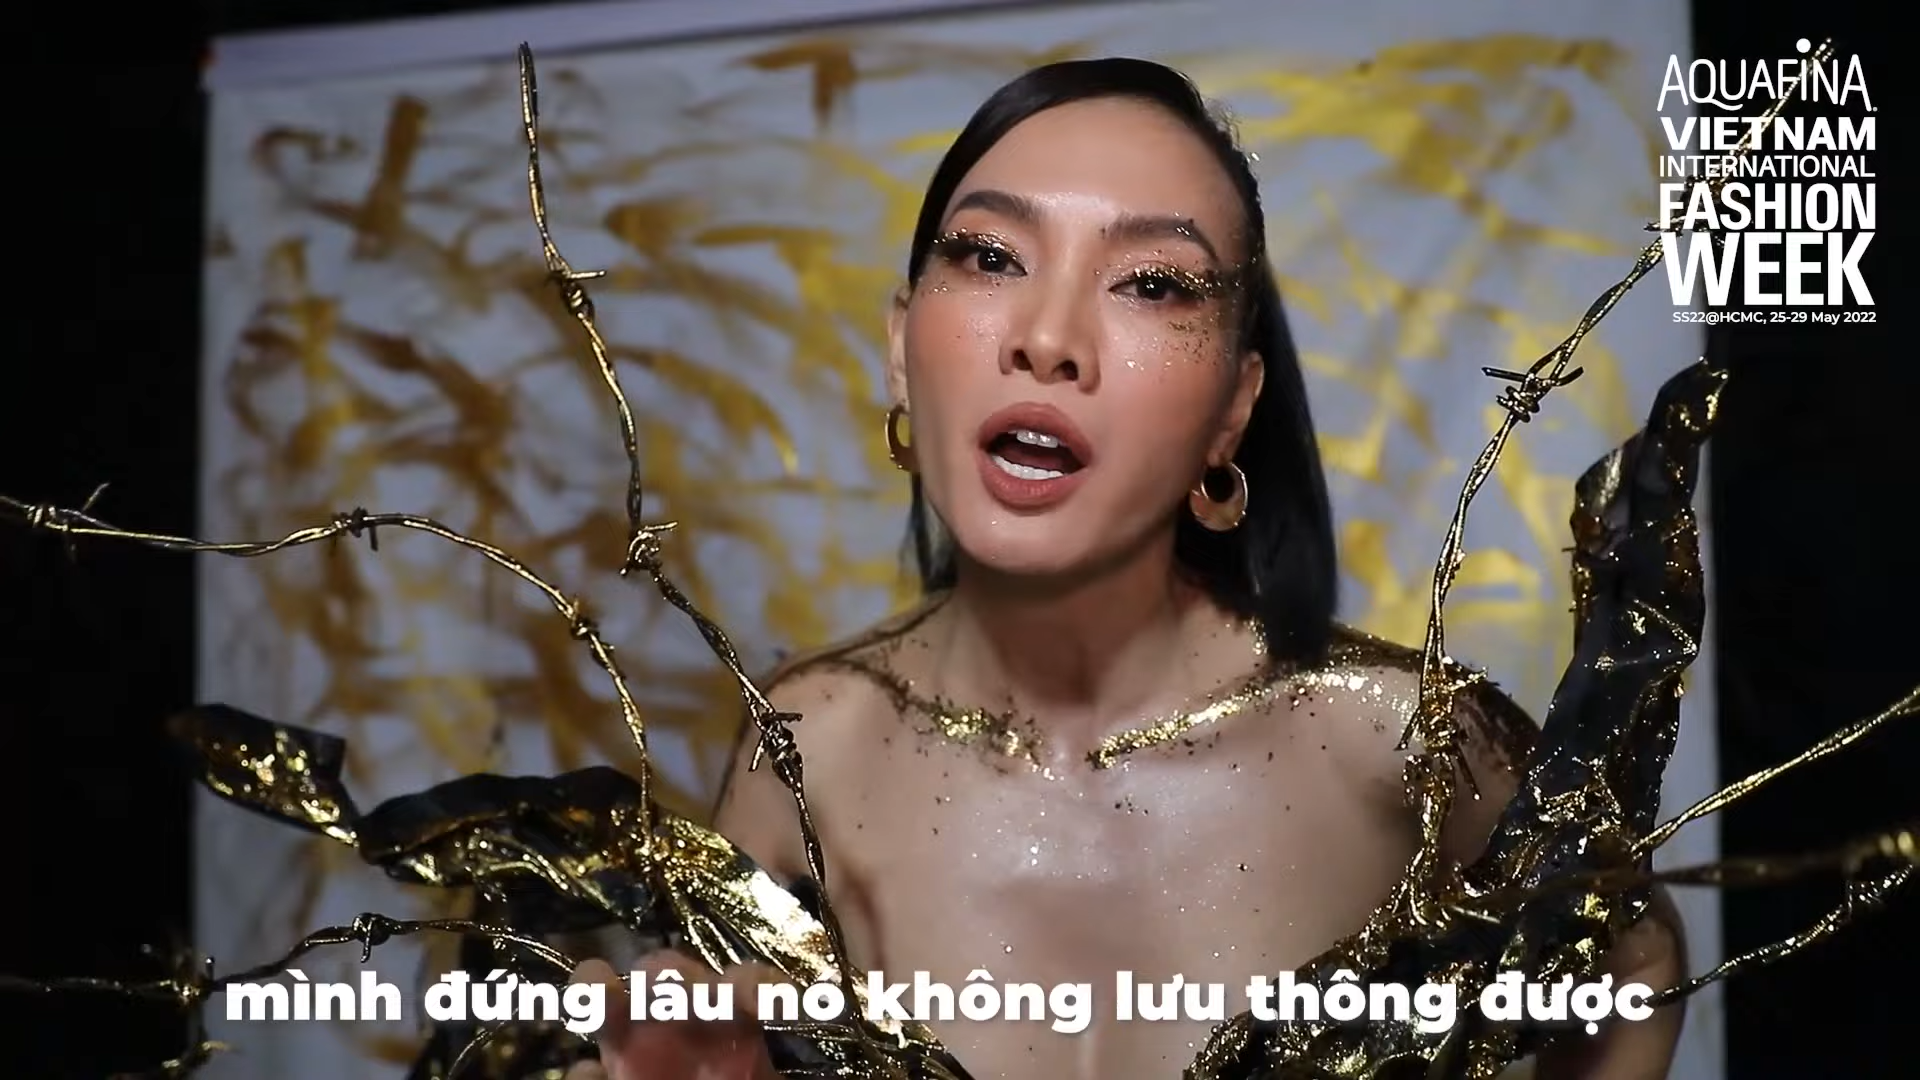 AQUAFINA.
VIETNAM
INTERNATIONAL
FASHION
WEEK
SS22@HCMC, 25-29 May 2022
mình đứng lâu nó không lưu thông được